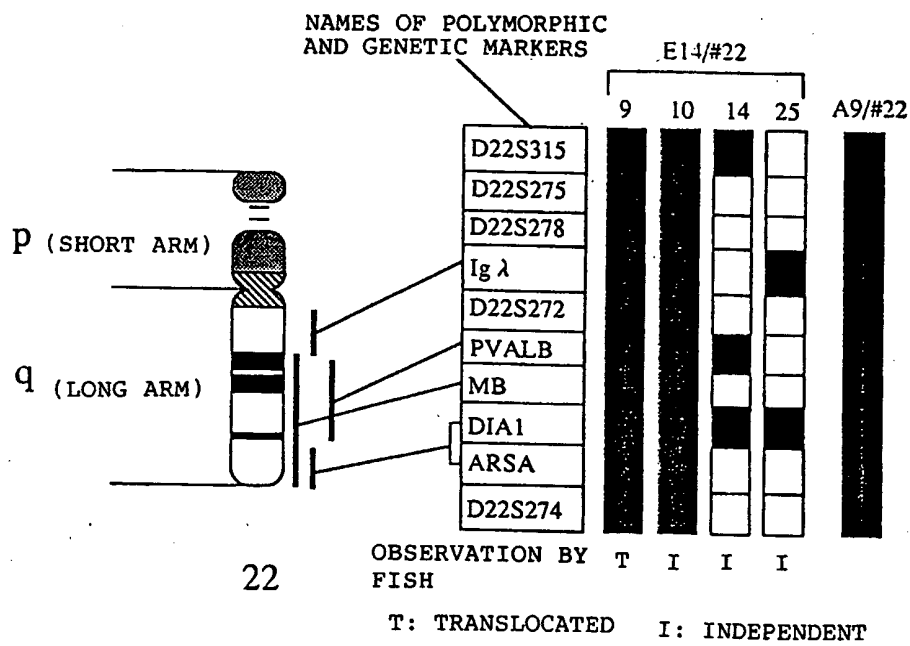 NAMES OF POLYMORPHIC
AND GENETIC MARKERS
E14/#22
9 10 14 25 A9/#22
D22S315
D22S275
D22S278
p (SHORT ARM)
Ig λ
D22S272
PVALB
q (LONG ARM)
MB
DIA1
ARSA
D22S274
OBSERVATION BY T I I I
FISH
22
T: TRANSLOCATED I: INDEPENDENT